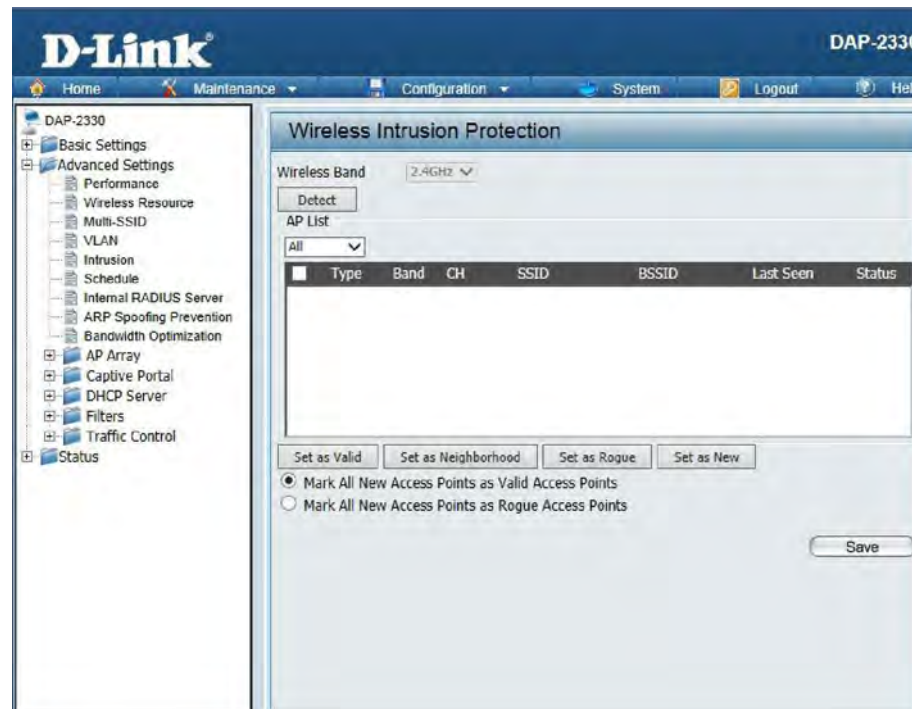 D-Link®
DAP-2330
Home Maintenance Configuration System Logout Hel
DAP-2330
Basic Settings
Advanced Settings
Performance
Wireless Resource
Multi-SSID
VLAN
Intrusion
Schedule
Internal RADIUS Server
ARP Spoofing Prevention
Bandwidth Optimization
AP Array
Captive Portal
DHCP Server
Filters
Traffic Control
Status
Wireless Intrusion Protection
Wireless Band 2.4GHz
Detect
AP List
All
Type Band CH SSID BSSID Last Seen Status
Set as Valid Set as Neighborhood Set as Rogue Set as New
Mark All New Access Points as Valid Access Points
Mark All New Access Points as Rogue Access Points
Save